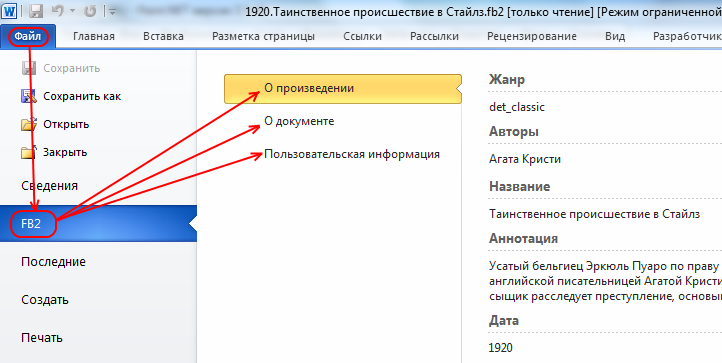 1920.Таинственное происшествие в Стайлз.fb2 [только чтение] [Режим ограниченной
Файл Главная Вставка Разметка страницы Ссылки Рассылки Рецензирование Вид Разработчик
Сохранить
Сохранить как
Открыть
Закрыть
Сведения
FB2
Последние
Создать
Печать
О произведении
О документе
Пользовательская информация
Жанр
det_classic
Авторы
Агата Кристи
Название
Таинственное происшествие в Стайлз
Аннотация
Усатый бельгиец Эркюль Пуаро по праву
английской писательницей Агатой Кристи
сыщик расследует преступление, основы
Дата
1920